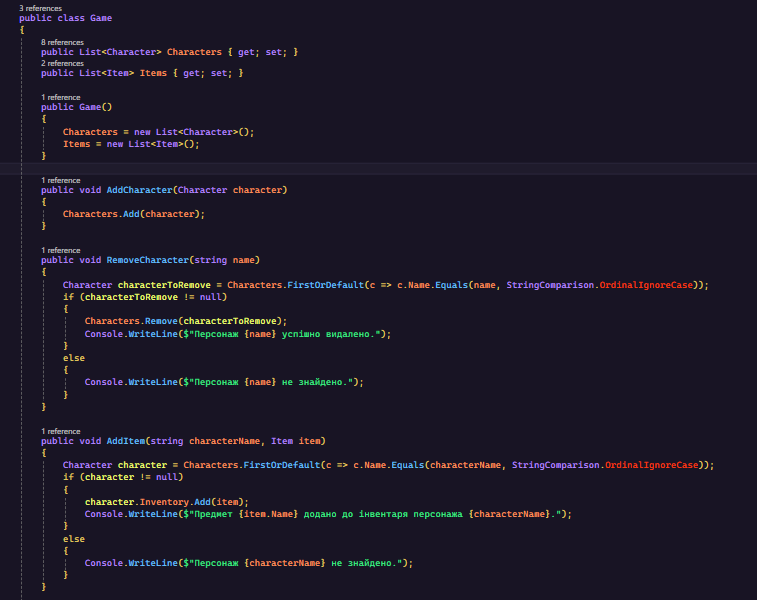 3 references
public class Game
{
8 references
public List<Character> Characters { get; set; }
2 references
public List<Item> Items { get; set; }
1 reference
public Game()
{
Characters = new List<Character>();
Items = new List<Item>();
}
1 reference
public void AddCharacter(Character character)
{
Characters.Add(character);
}
1 reference
public void RemoveCharacter(string name)
{
Character characterToRemove = Characters.FirstOrDefault(c => c.Name.Equals(name, StringComparison.OrdinalIgnoreCase));
if (characterToRemove != null)
{
Characters.Remove(characterToRemove);
Console.WriteLine($"Персонаж {name} успішно видалено.");
}
else
{
Console.WriteLine($"Персонаж {name} не знайдено.");
}
}
1 reference
public void AddItem(string characterName, Item item)
{
Character character = Characters.FirstOrDefault(c => c.Name.Equals(characterName, StringComparison.OrdinalIgnoreCase));
if (character != null)
{
character.Inventory.Add(item);
Console.WriteLine($"Предмет {item.Name} додано до інвентаря персонажа {characterName}.");
}
else
{
Console.WriteLine($"Персонаж {characterName} не знайдено.");
}
}